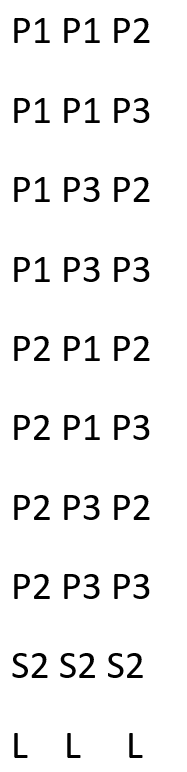 P1 P1 P2
P1 P1 P3
P1 P3 P2
P1 P3 P3
P2 P1 P2
P2 P1 P3
P2 P3 P2
P2 P3 P3
S2 S2 S2
L L L